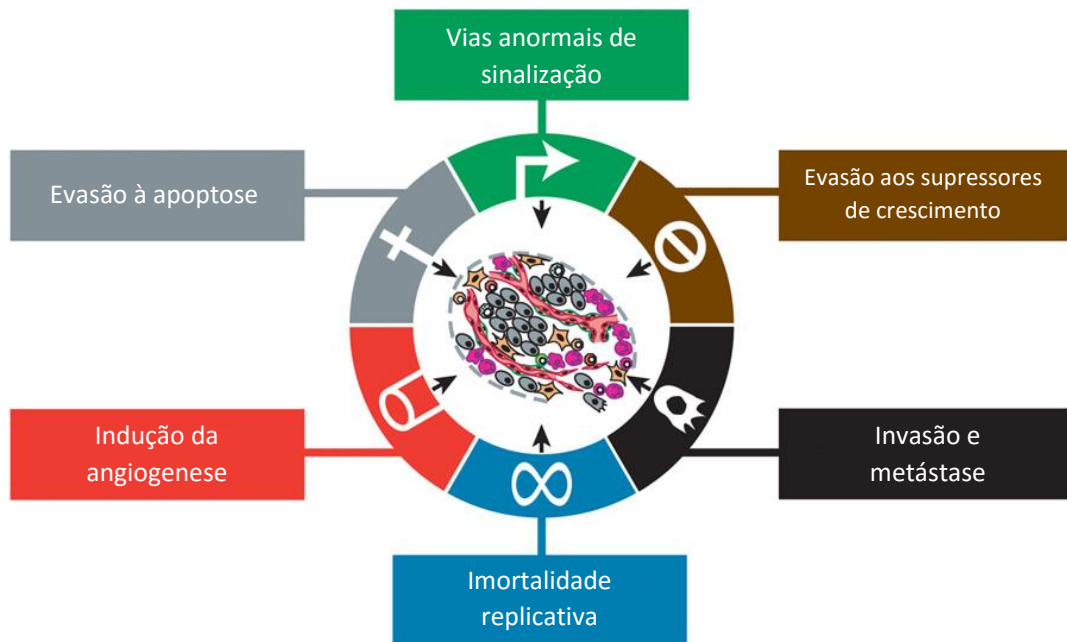 Vias anormais de
sinalização
Evasão à apoptose
Evasão aos supressores
de crescimento
Indução da
angiogenese
Invasão e
metástase
Imortalidade
replicativa